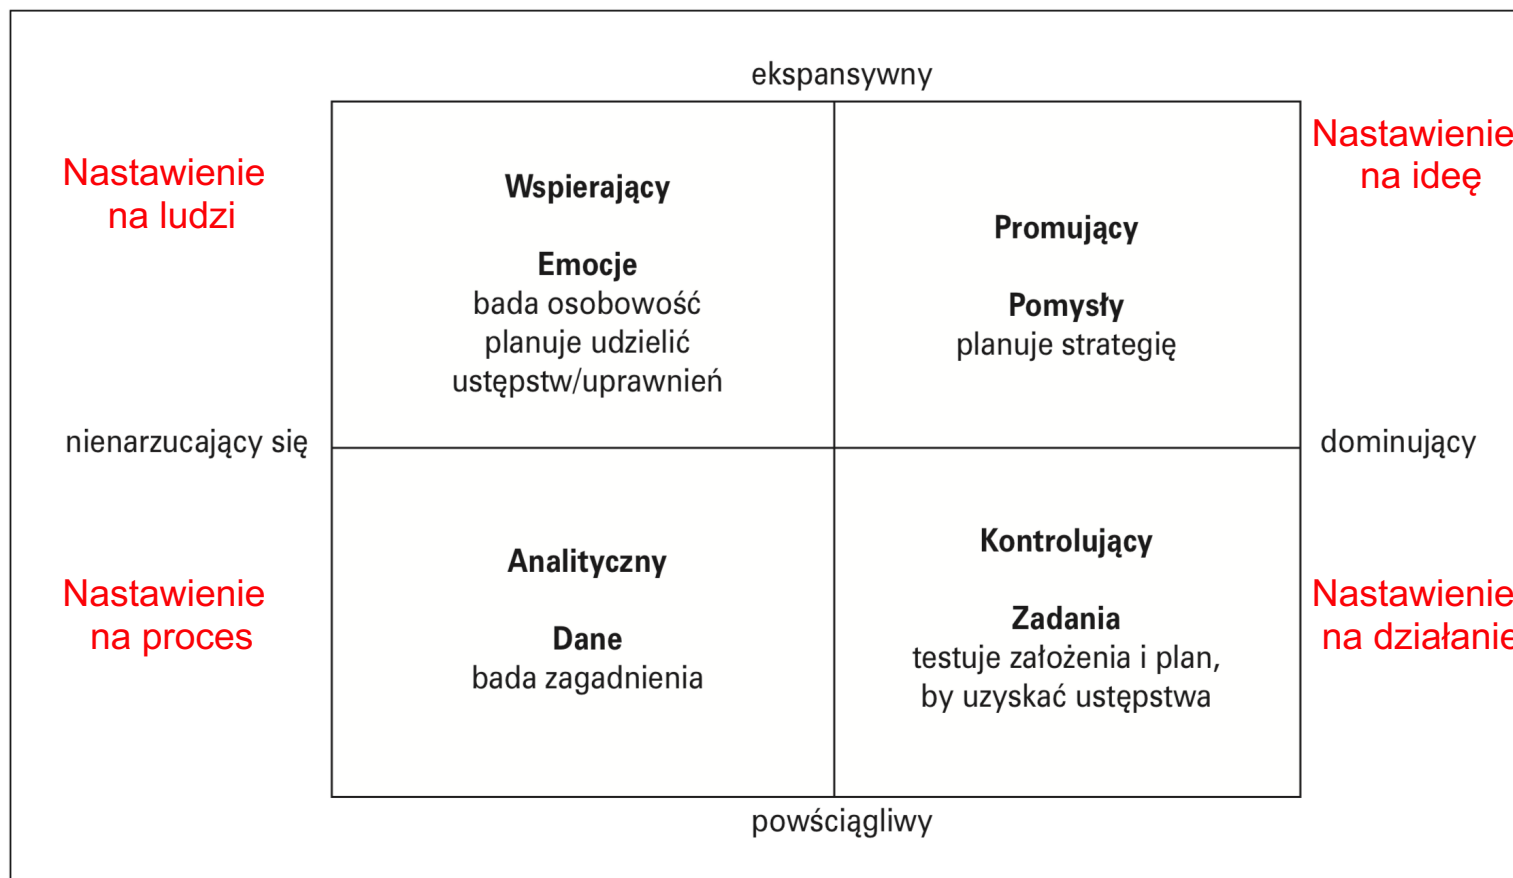 ekspansywny
Nastawienie
na ludzi
Wspierający
Emocje
bada osobowość
planuje udzielić
ustępstw/uprawnień
Promujący
Pomysły
planuje strategię
Nastawienie
na ideę
nienarzucający się
dominujący
Nastawienie
na proces
Analityczny
Dane
bada zagadnienia
Kontrolujący
Zadania
testuje założenia i plan,
by uzyskać ustępstwa
Nastawienie
na działanie
powściągliwy